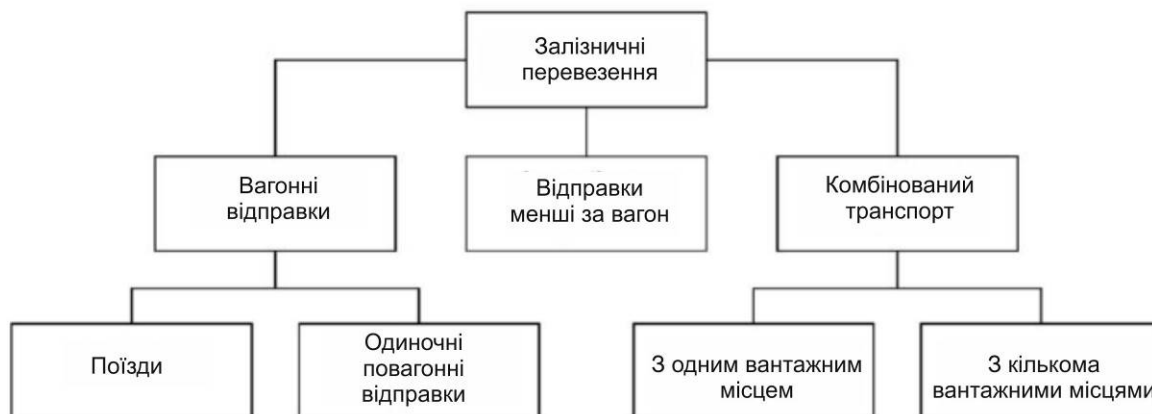 Залізничні
перевезення
Вагонні
відправки
Відправки
менші за вагон
Комбінований
транспорт
Поїзди
Одиночні
повагонні
відправки
З одним вантажним
місцем
З кількома
вантажними місцями